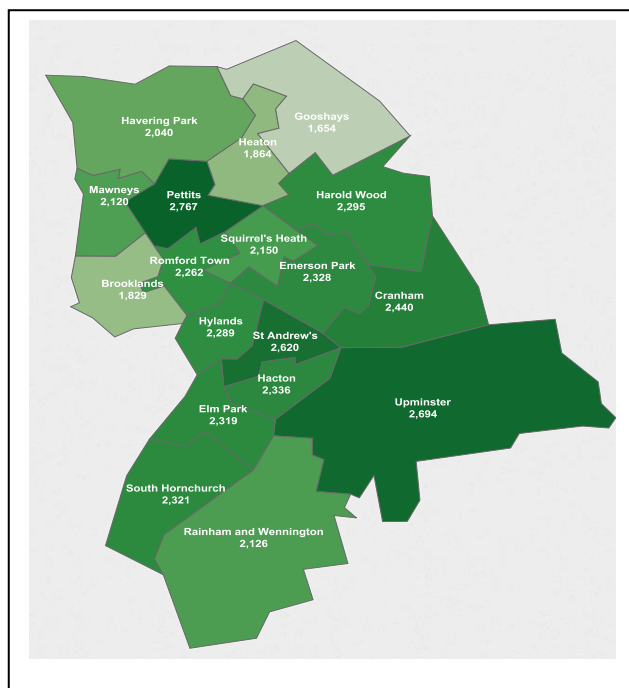 Havering Park
2,040
Gooshays
1,654
Heaton
1,864
Mawneys
2,120
Pettits
2,767
Harold Wood
2,295
Squirrel's Heath
2,150
Romford Town
2,262
Emerson Park
2,328
Brooklands
1,829
Cranham
2,440
Hylands
2,289
St Andrew's
2,620
Hacton
2,336
Elm Park
2,319
Upminster
2,694
South Hornchurch
2,321
Rainham and Wennington
2,126